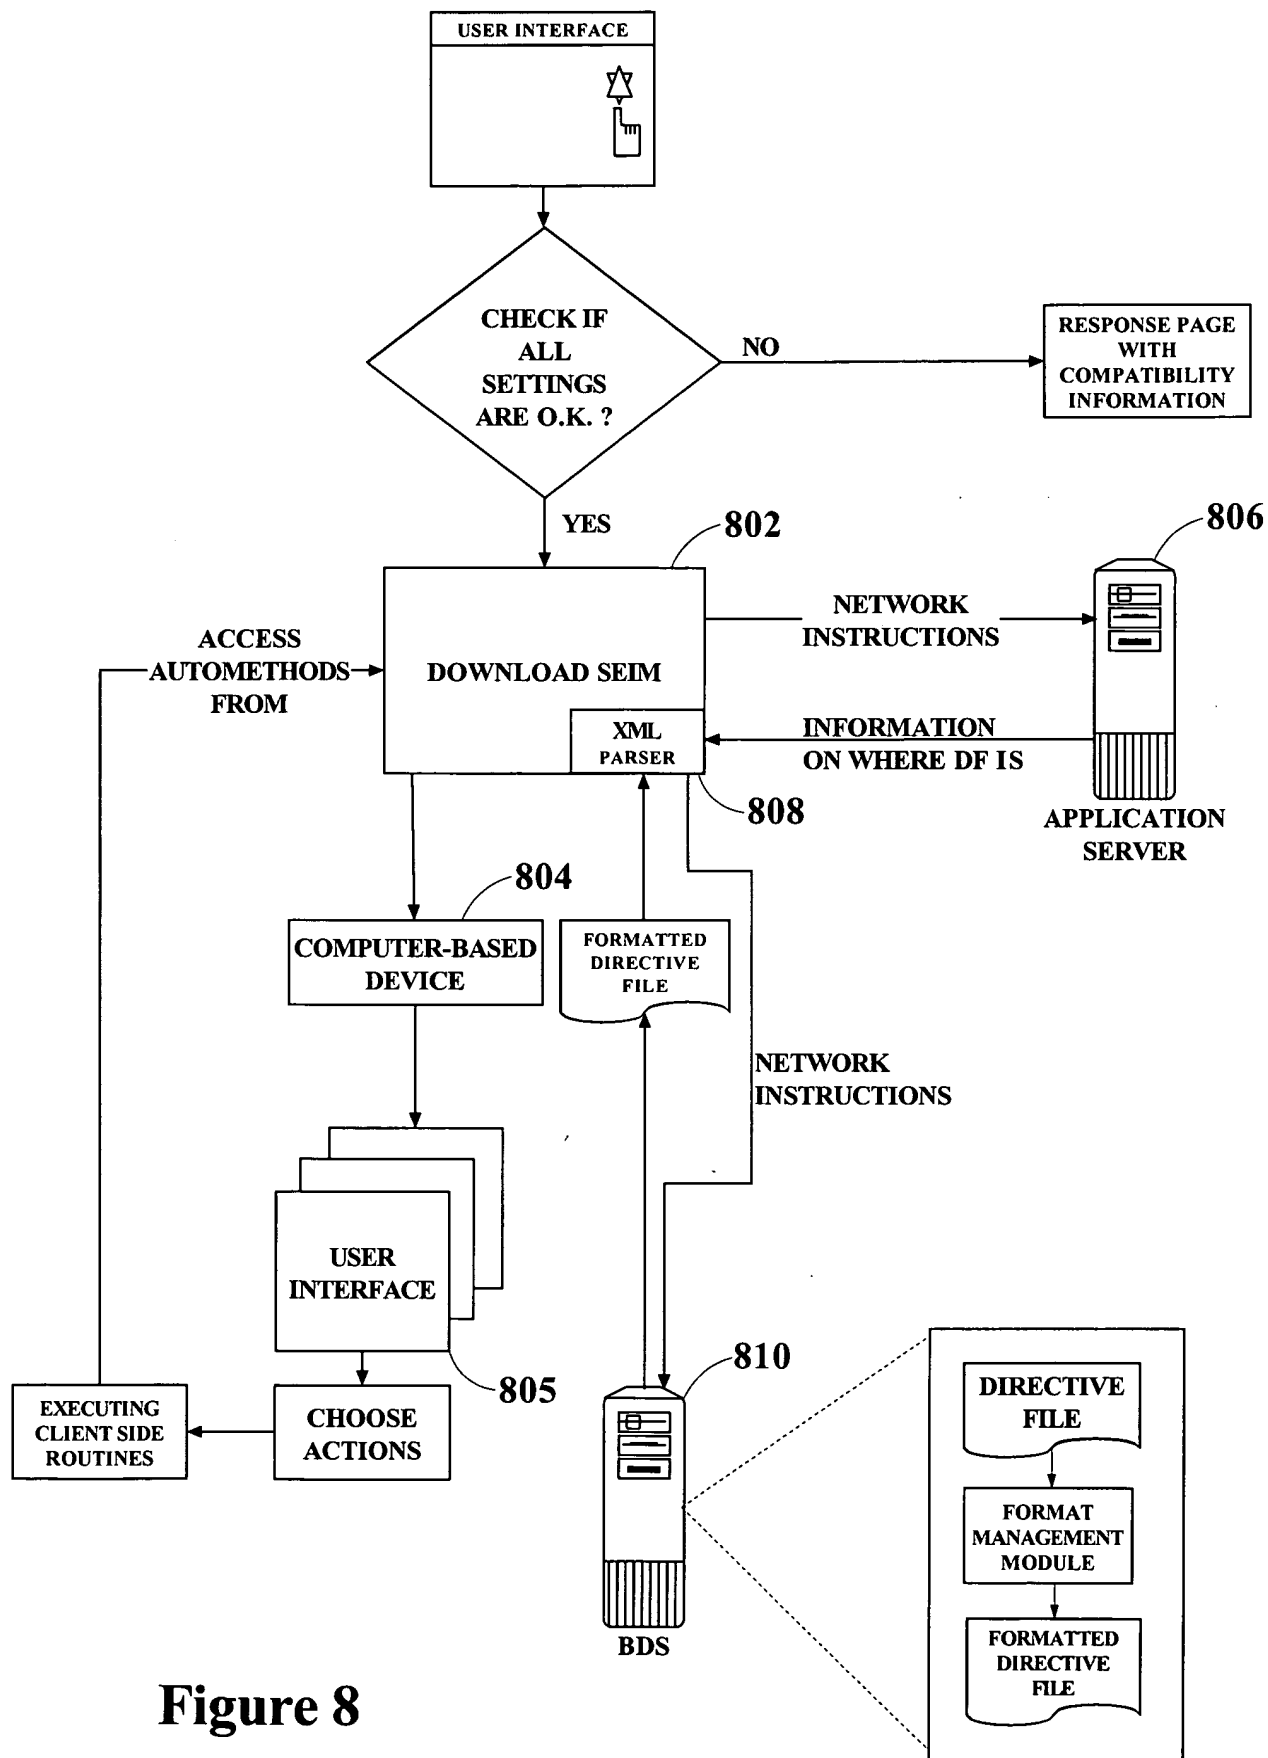 USER INTERFACE
CHECK IF
ALL
SETTINGS
ARE O.K. ?
NO
RESPONSE PAGE
WITH
COMPATIBILITY
INFORMATION
YES
802
806
ACCESS
AUTOMETHODS
FROM
DOWNLOAD SEIM
NETWORK
INSTRUCTIONS
XML
PARSER
INFORMATION
ON WHERE DF IS
808
APPLICATION
SERVER
804
COMPUTER-BASED
DEVICE
FORMATTED
DIRECTIVE
FILE
NETWORK
INSTRUCTIONS
USER
INTERFACE
805
810
EXECUTING
CLIENT SIDE
ROUTINES
CHOOSE
ACTIONS
BDS
DIRECTIVE
FILE
FORMAT
MANAGEMENT
MODULE
FORMATTED
DIRECTIVE
FILE
Figure 8